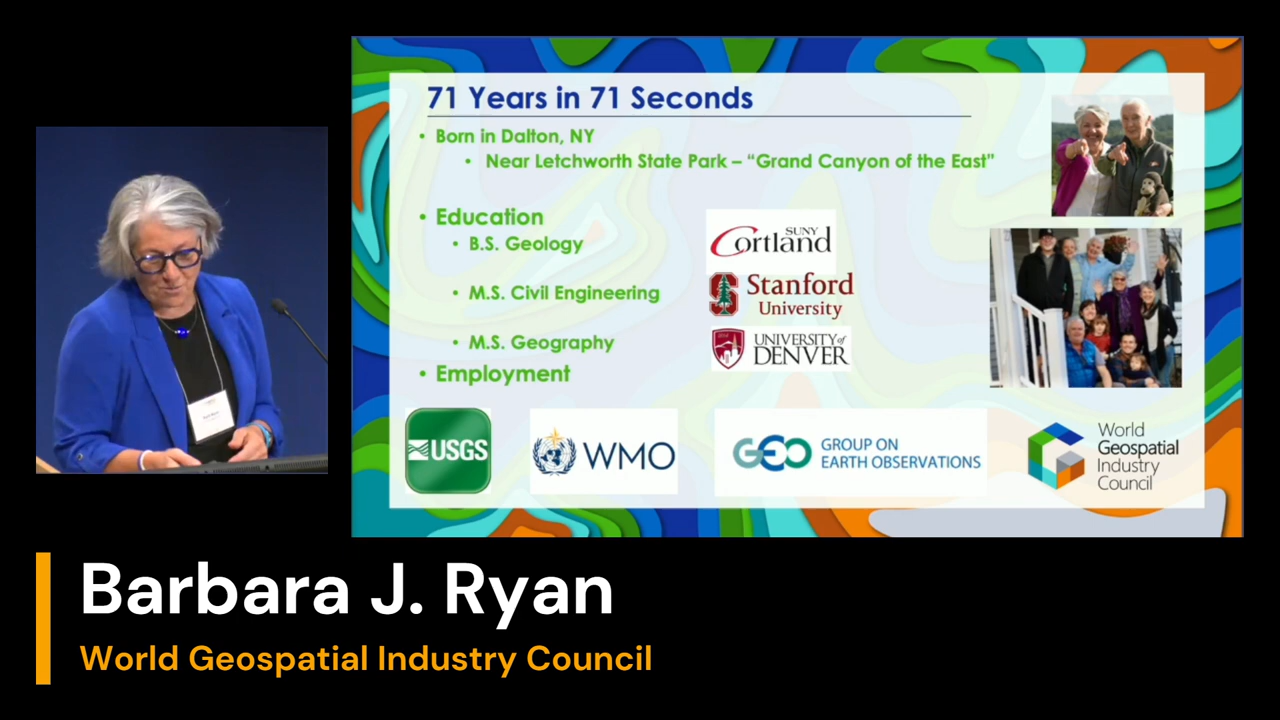 71 Years in 71 Seconds
• Born in Dalton, NY
• Near Letchworth State Park – “Grand Canyon of the East”
• Education
• B.S. Geology
SUNY
Cortland
• M.S. Civil Engineering
Stanford
University
• M.S. Geography
UNIVERSITY of
DENVER
• Employment
USGS
WMO
GEO
GROUP ON
EARTH OBSERVATIONS
World
Geospatial
Industry
Council
Barbara J. Ryan
World Geospatial Industry Council